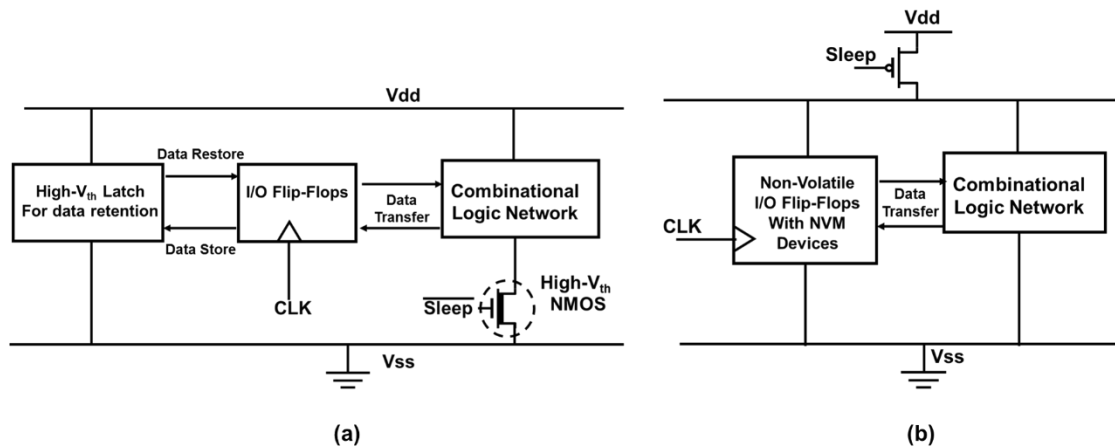 Vdd
High-Vth Latch
For data retention
Data Restore
Data Store
I/O Flip-Flops
CLK
Data
Transfer
Combinational
Logic Network
Sleep
High-Vth
NMOS
Vss
(a)
Vdd
Sleep
CLK
Non-Volatile
I/O Flip-Flops
With NVM
Devices
Data
Transfer
Combinational
Logic Network
Vss
(b)